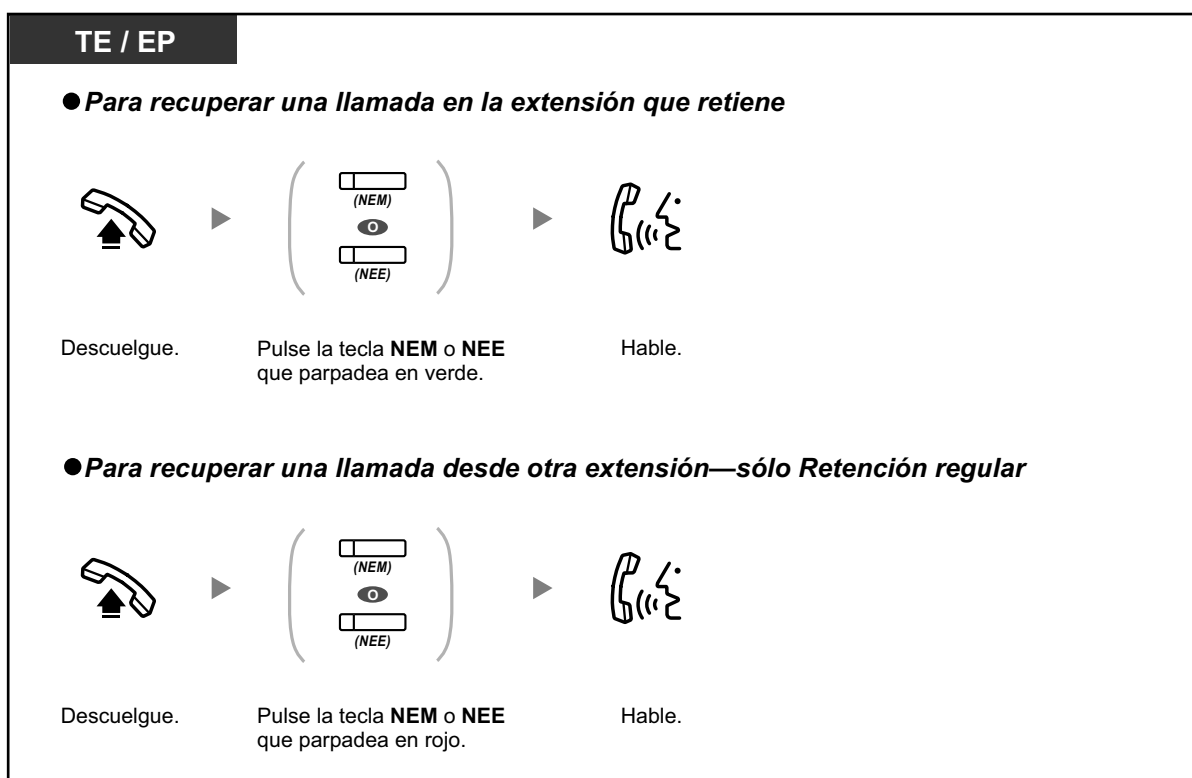 TE / EP
●Para recuperar una llamada en la extensión que retiene
(NEM)
O
(NEE)
Descuelgue.
Pulse la tecla NEM o NEE
que parpadea en verde.
Hable.
●Para recuperar una llamada desde otra extensión—sólo Retención regular
(NEM)
O
(NEE)
Descuelgue.
Pulse la tecla NEM o NEE
que parpadea en rojo.
Hable.